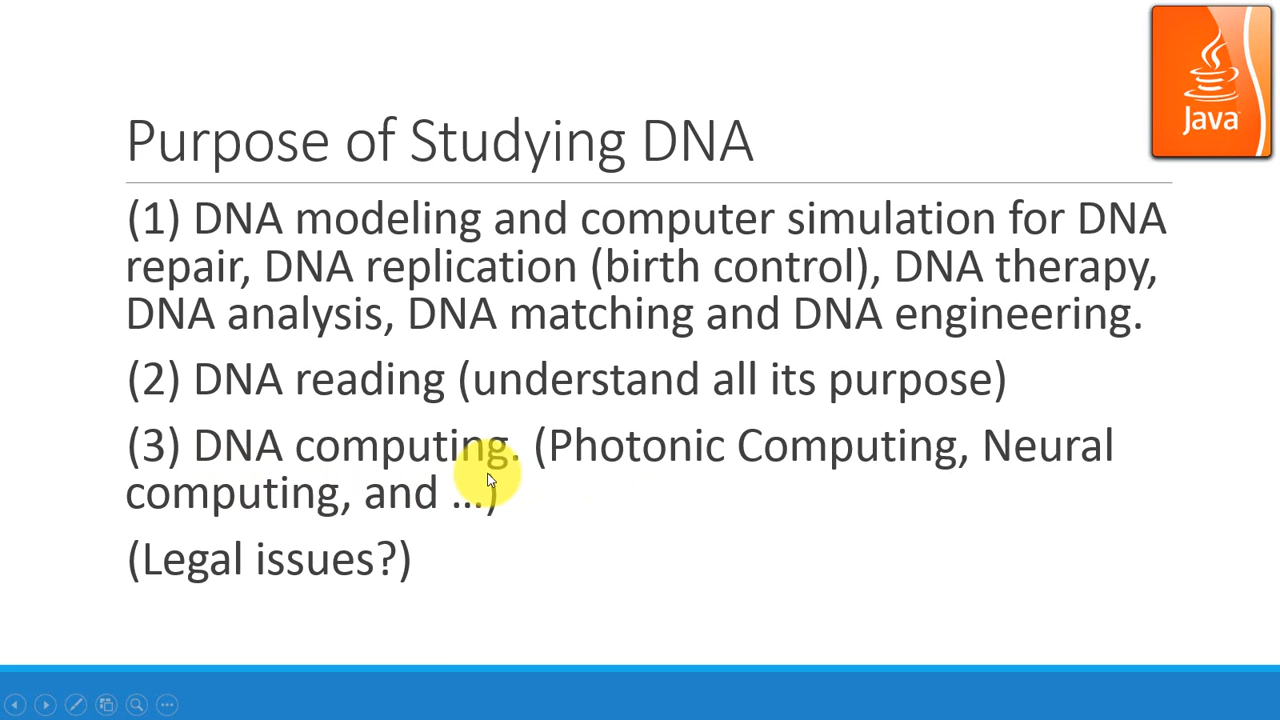 Java
Purpose of Studying DNA
(1) DNA modeling and computer simulation for DNA
repair, DNA replication (birth control), DNA therapy,
DNA analysis, DNA matching and DNA engineering.
(2) DNA reading (understand all its purpose)
(3) DNA computing. (Photonic Computing, Neural
computing, and …)
(Legal issues?)